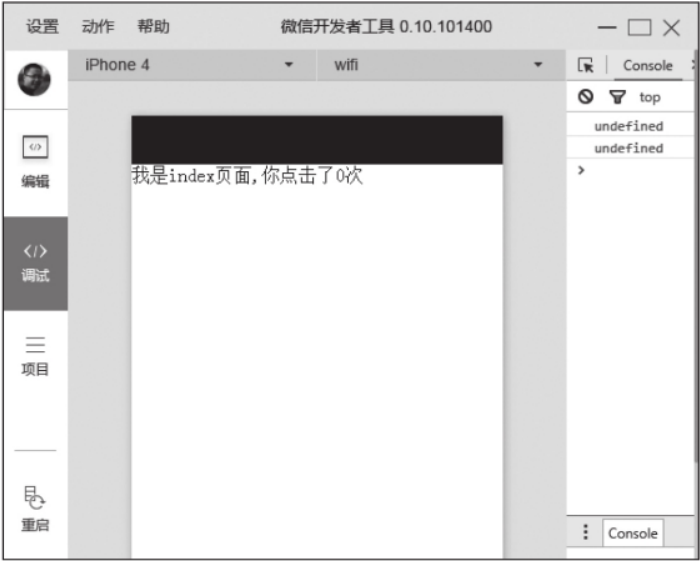 设置 动作 帮助 微信开发者工具 0.10.101400
iPhone 4 wifi
Console
top
undefined
undefined
我是index页面,你点击了0次
</>
编辑
</>
调试
项目
重启
Console